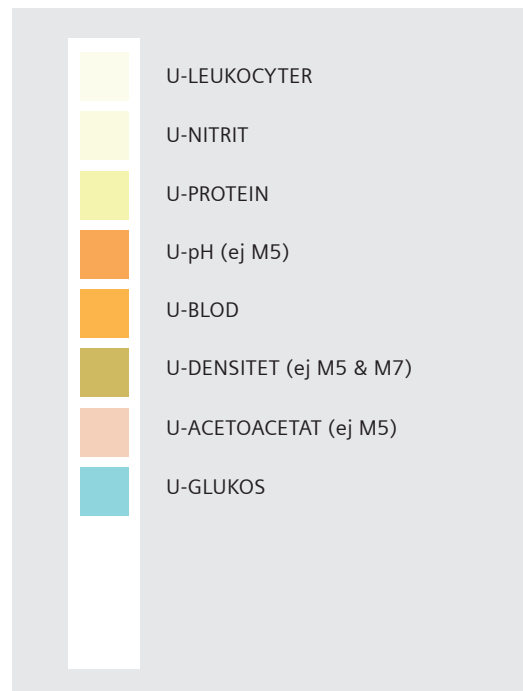 U-LEUKOCYTER
U-NITRIT
U-PROTEIN
U-pH (ej M5)
U-BLOD
U-DENSITET (ej M5 & M7)
U-ACETOACETAT (ej M5)
U-GLUKOS